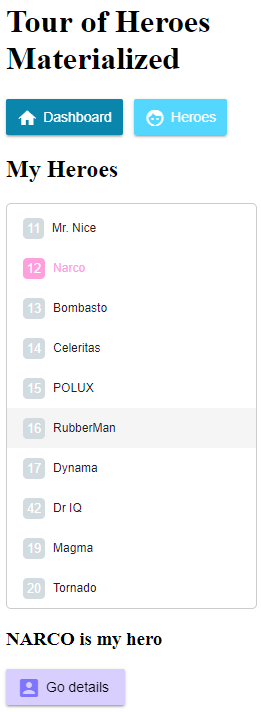 Tour of Heroes
Materialized
Dashboard
Heroes
My Heroes
11 Mr. Nice
12 Narco
13 Bombasto
14 Celeritas
15 POLUX
16 RubberMan
17 Dynama
42 Dr IQ
19 Magma
20 Tornado
NARCO is my hero
Go details